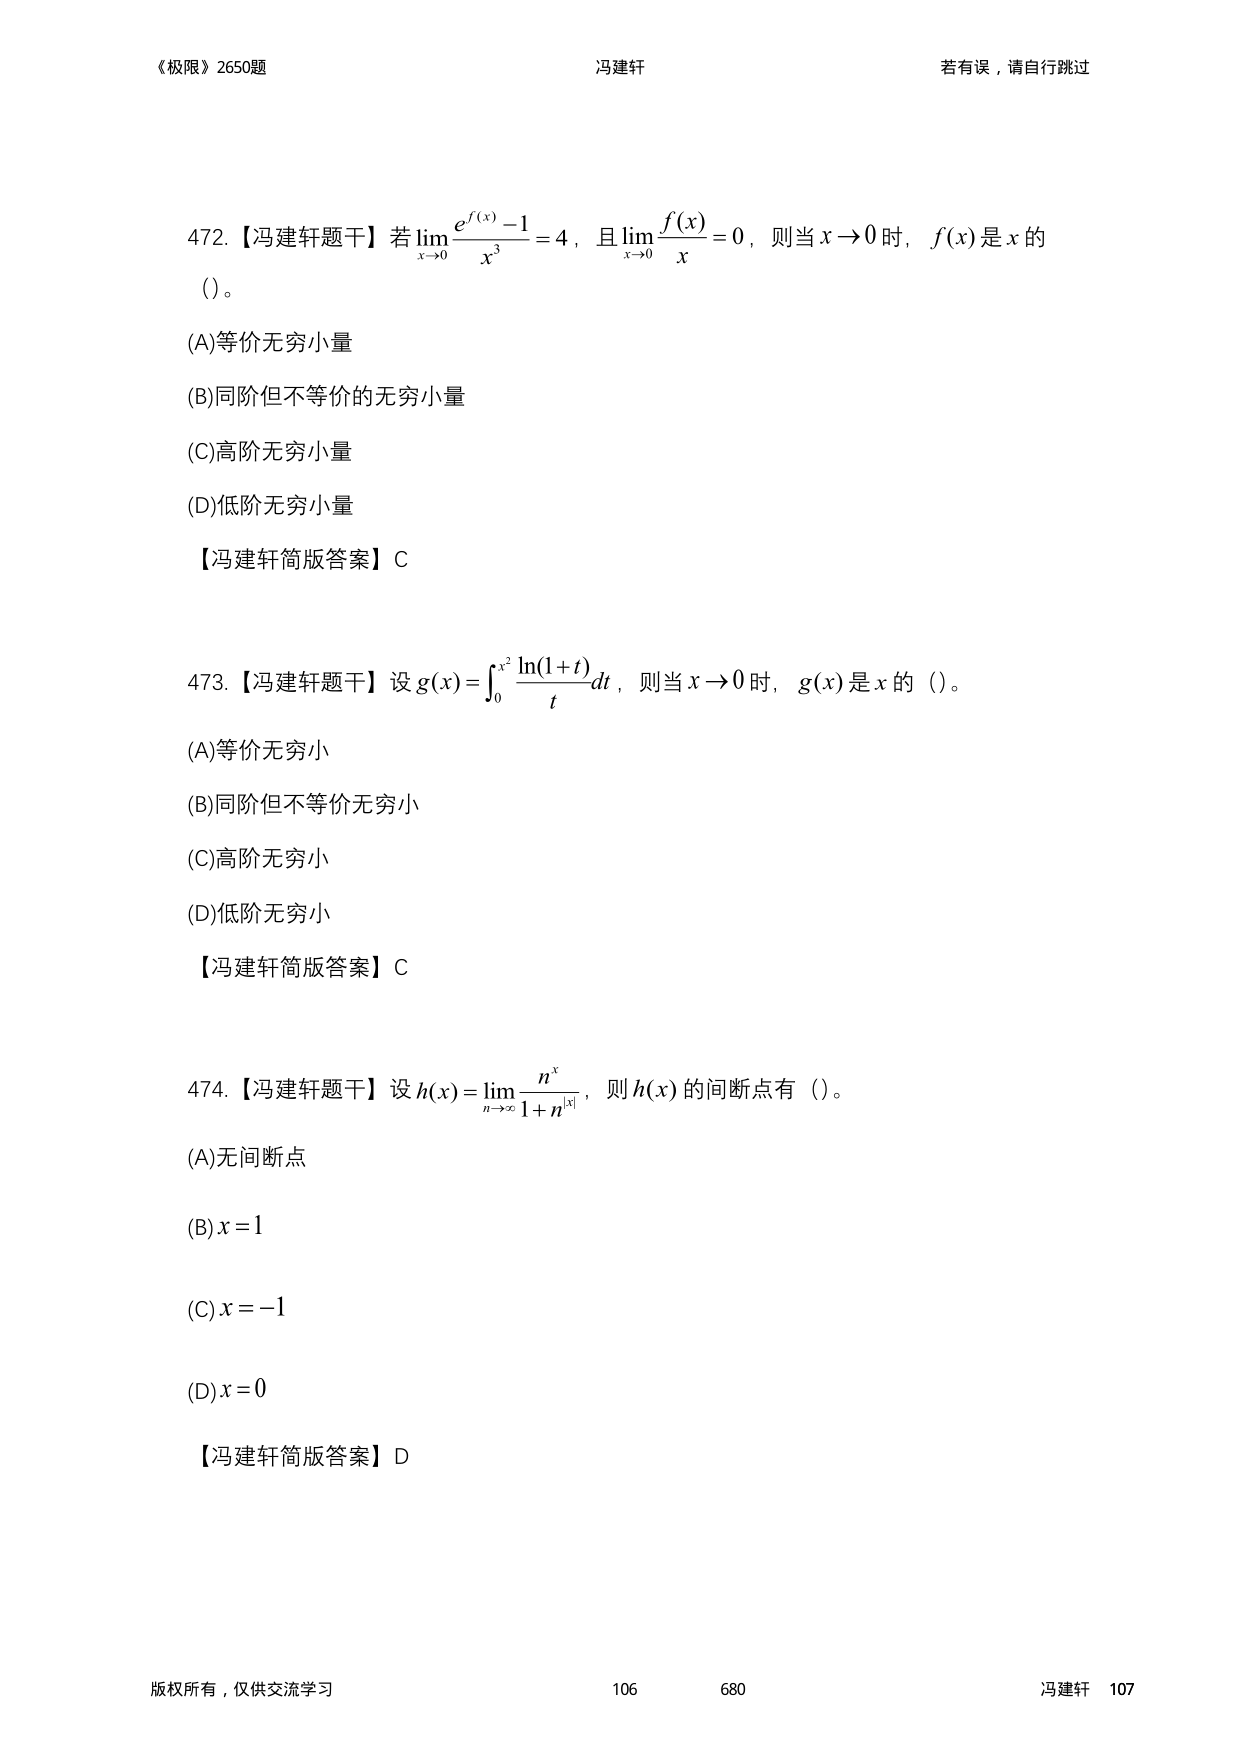 《极限》2650题 冯建轩 若有误，请自行跳过
472.【冯建轩题干】若 $\lim_{x \to 0} \frac{e^{f(x)}-1}{x^3} = 4$，且 $\lim_{x \to 0} \frac{f(x)}{x} = 0$，则当 $x \to 0$ 时，$f(x)$ 是 $x$ 的
（）。
(A)等价无穷小量
(B)同阶但不等价的无穷小量
(C)高阶无穷小量
(D)低阶无穷小量
【冯建轩简版答案】C
473.【冯建轩题干】设 $g(x) = \int_0^{x^2} \frac{\ln(1+t)}{t} dt$，则当 $x \to 0$ 时，$g(x)$ 是 $x$ 的（）。
(A)等价无穷小
(B)同阶但不等价无穷小
(C)高阶无穷小
(D)低阶无穷小
【冯建轩简版答案】C
474.【冯建轩题干】设 $h(x) = \lim_{n \to \infty} \frac{n^x}{1+n^{|x|}}$，则 $h(x)$ 的间断点有（）。
(A)无间断点
(B) $x = 1$
(C) $x = -1$
(D) $x = 0$
【冯建轩简版答案】D
版权所有，仅供交流学习 106 680 冯建轩 107